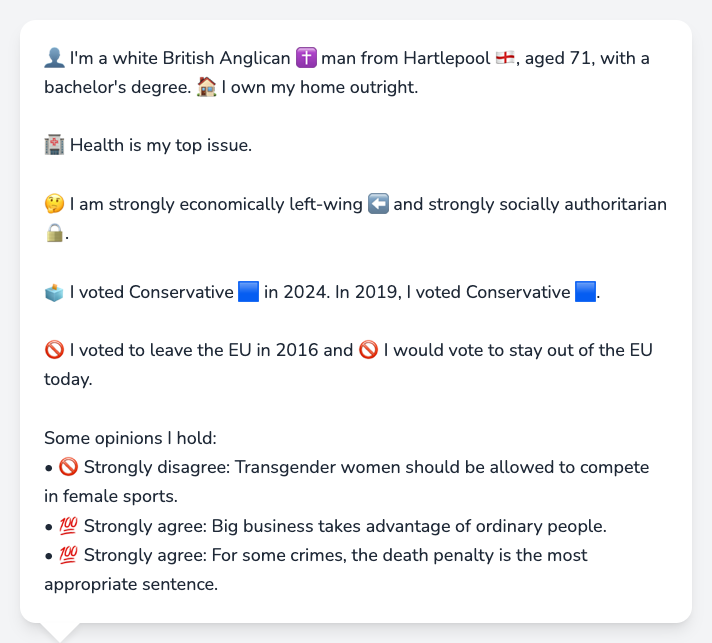 👤 I'm a white British Anglican ✝️ man from Hartlepool 🏴󠁧󠁢󠁥󠁮󠁧󠁿, aged 71, with a
bachelor's degree. 🏠 I own my home outright.
🏥 Health is my top issue.
🤔 I am strongly economically left-wing ⬅️ and strongly socially authoritarian
🔒.
🗳️ I voted Conservative 🟦 in 2024. In 2019, I voted Conservative 🟦.
🚫 I voted to leave the EU in 2016 and 🚫 I would vote to stay out of the EU
today.
Some opinions I hold:
• 🚫 Strongly disagree: Transgender women should be allowed to compete
in female sports.
• 💯 Strongly agree: Big business takes advantage of ordinary people.
• 💯 Strongly agree: For some crimes, the death penalty is the most
appropriate sentence.